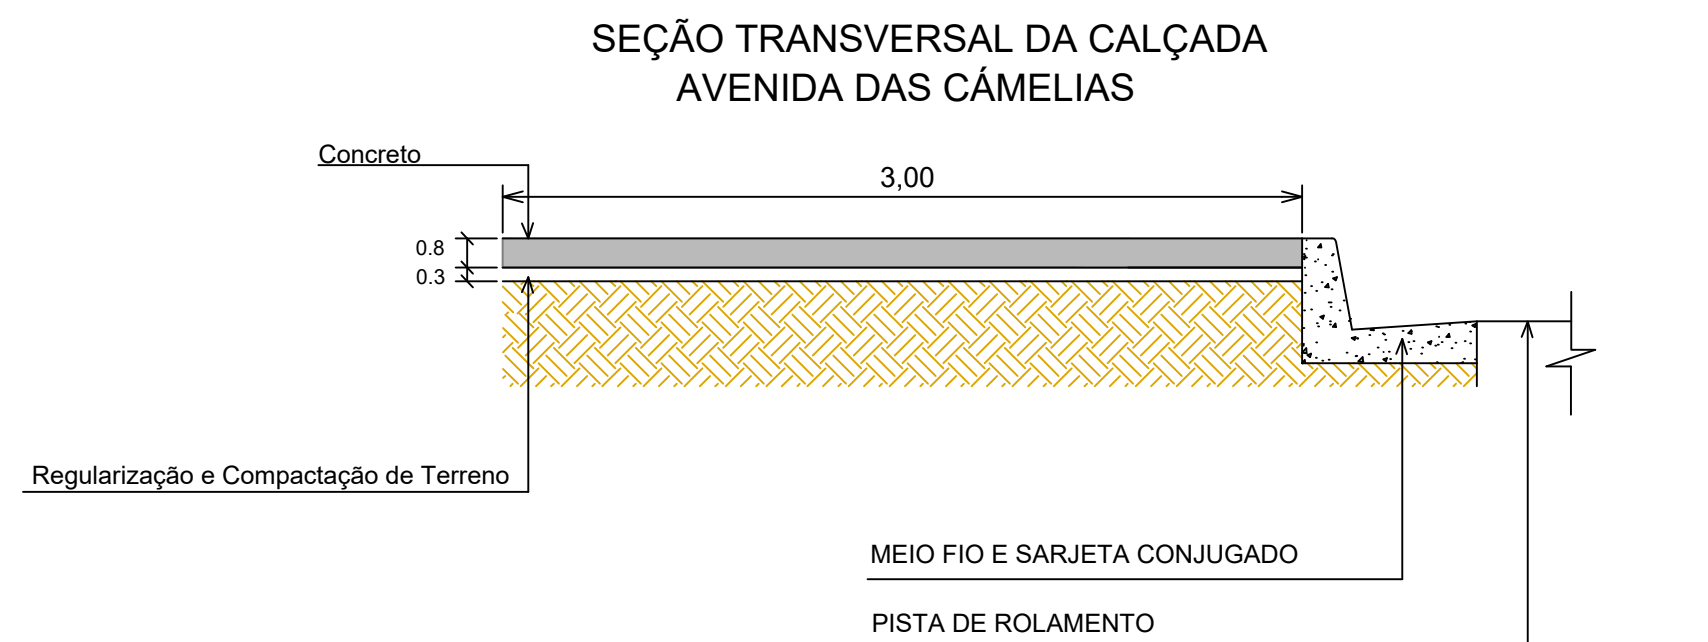 SEÇÃO TRANSVERSAL DA CALÇADA
AVENIDA DAS CÁMELIAS
Concreto
3,00
0.8
0.3
Regularização e Compactação de Terreno
MEIO FIO E SARJETA CONJUGADO
PISTA DE ROLAMENTO